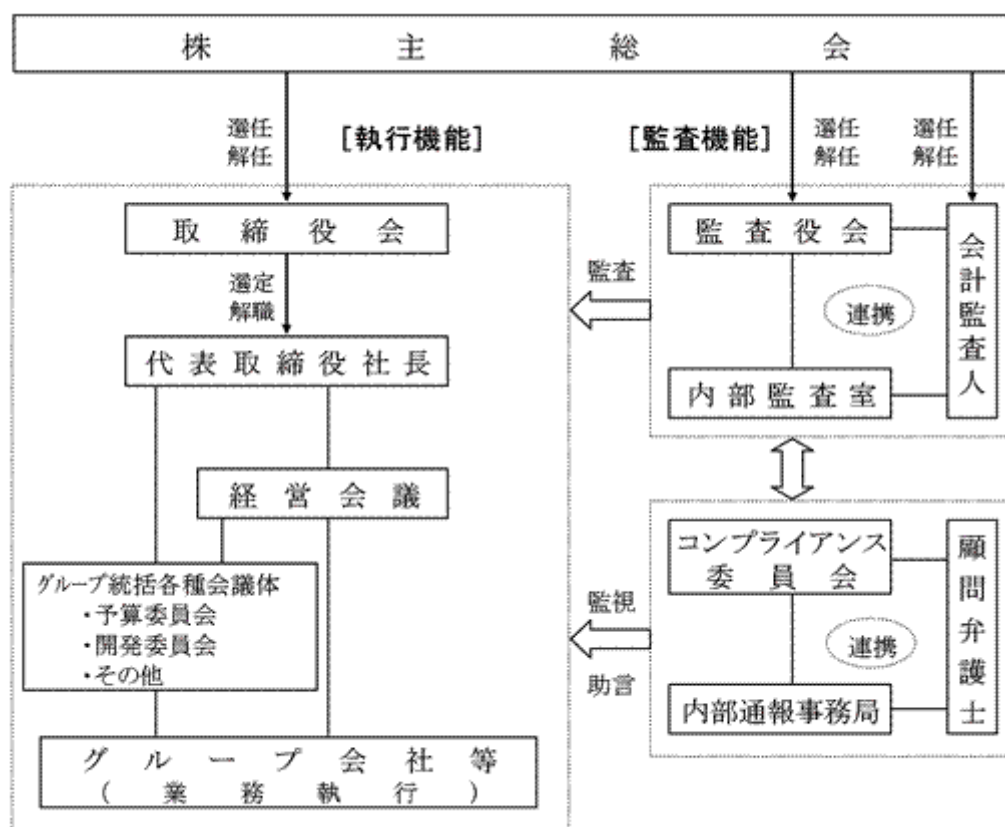 株主総会
選任
解任
[執行機能]
[監査機能]
選任
解任
選任
解任
取締役会
選定
解職
代表取締役社長
経営会議
グループ統括各種会議体
・予算委員会
・開発委員会
・その他
グループ会社等
(業務執行)
監査
監査役会
連携
内部監査室
会計監査人
監視
助言
コンプライアンス
委員会
連携
内部通報事務局
顧問弁護士